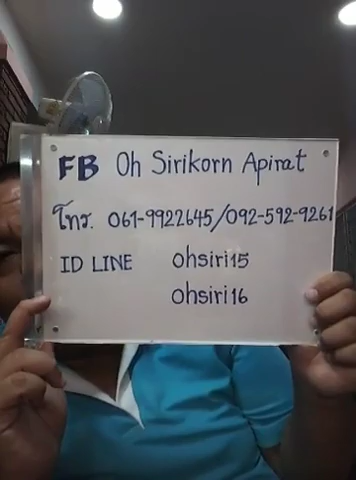 FB Oh Sirikorn Apirat
โทร. 061-9922645/092-592-9261
ID LINE ohsiri15
ohsiri16